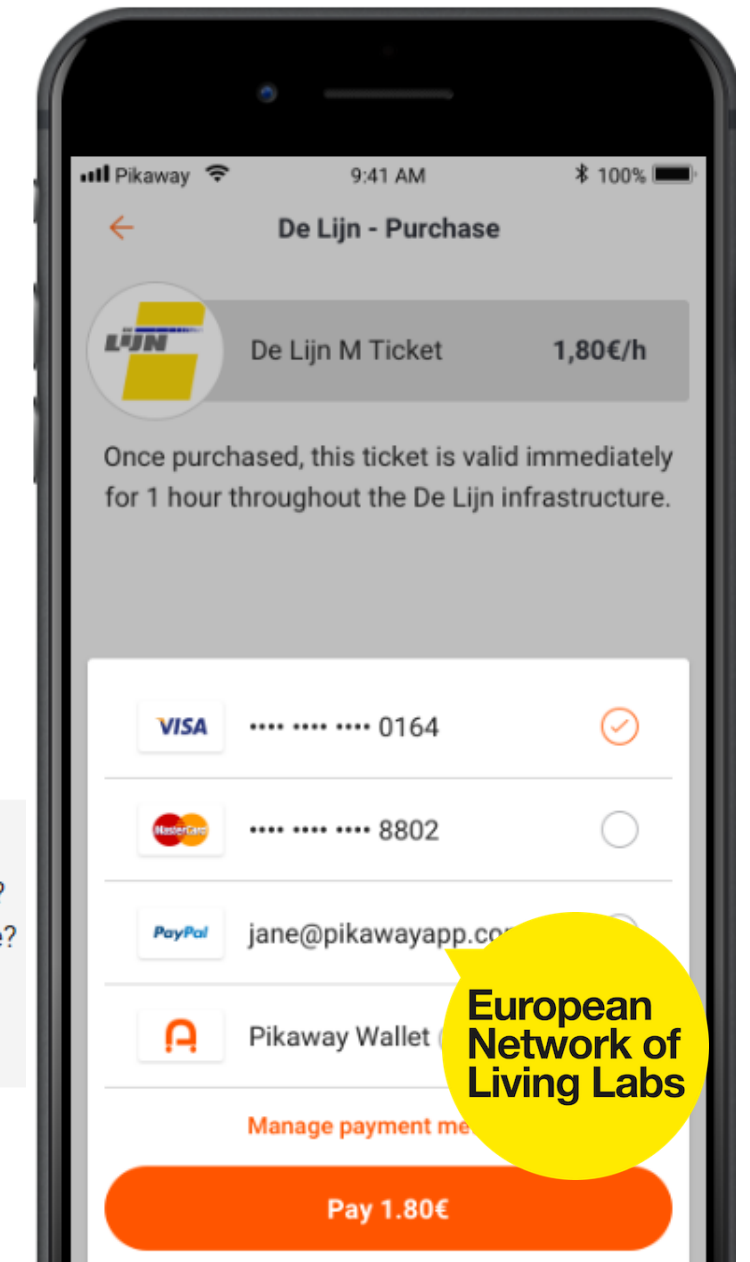 Pikaway 9:41 AM 100%
De Lijn - Purchase
LIJN
De Lijn M Ticket 1,80€/h
Once purchased, this ticket is valid immediately
for 1 hour throughout the De Lijn infrastructure.
VISA •••• •••• •••• 0164
MasterCard •••• •••• •••• 8802
?
?
PayPal jane@pikawayapp.co
Pikaway Wallet (
European
Network of
Living Labs
Manage payment me
Pay 1.80€